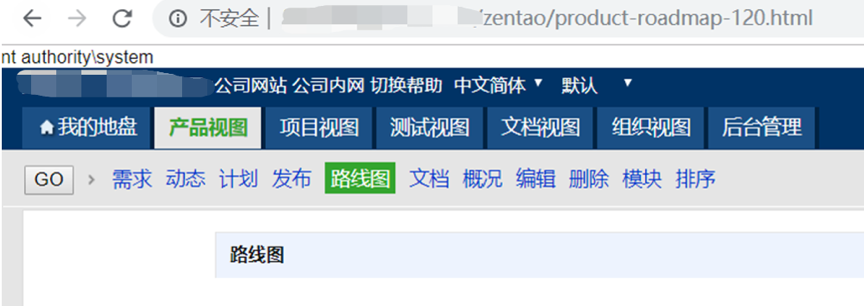 不安全 | /zentao/product-roadmap-120.html
nt authority\system
公司网站 公司内网 切换帮助 中文简体 默认
我的地盘 产品视图 项目视图 测试视图 文档视图 组织视图 后台管理
GO › 需求 动态 计划 发布 路线图 文档 概况 编辑 删除 模块 排序
路线图